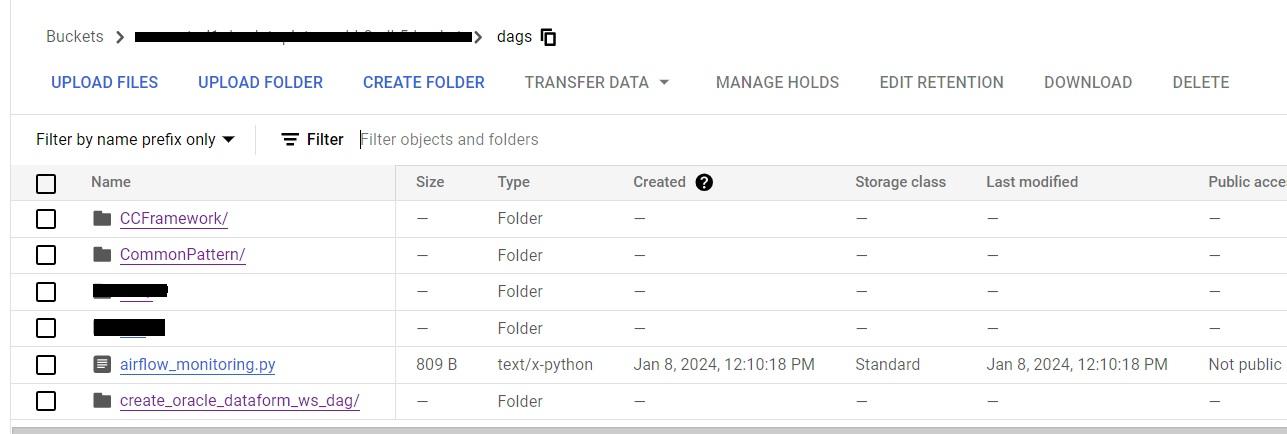 Buckets > > dags
UPLOAD FILES UPLOAD FOLDER CREATE FOLDER TRANSFER DATA MANAGE HOLDS EDIT RETENTION DOWNLOAD DELETE
Filter by name prefix only Filter Filter objects and folders
Name Size Type Created ? Storage class Last modified Public acce
CCFramework/ — Folder — — — —
CommonPattern/ — Folder — — — —
— Folder — — — —
— Folder — — — —
airflow_monitoring.py 809 B text/x-python Jan 8, 2024, 12:10:18 PM Standard Jan 8, 2024, 12:10:18 PM Not public
create_oracle_dataform_ws_dag/ — Folder — — — —